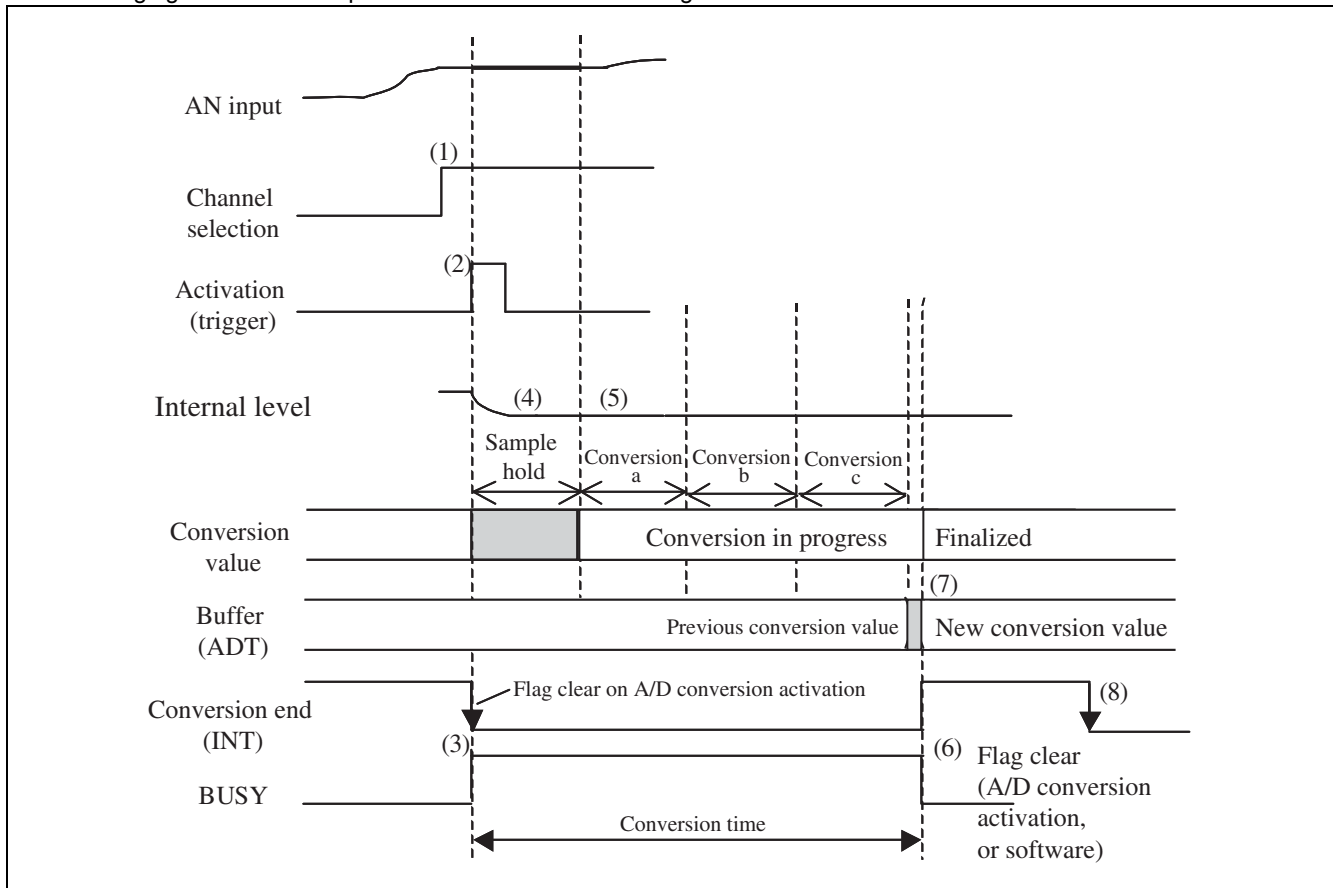 AN input
(1)
Channel
selection
(2)
Activation
(trigger)
Internal level
(4)
(5)
Sample
hold
Conversion
a
Conversion
b
Conversion
c
Conversion
value
Conversion in progress
Finalized
(7)
Buffer
(ADT)
Previous conversion value
New conversion value
Flag clear on A/D conversion activation
(8)
Conversion end
(INT)
(3)
(6)
Flag clear
(A/D conversion
activation,
or software)
BUSY
Conversion time